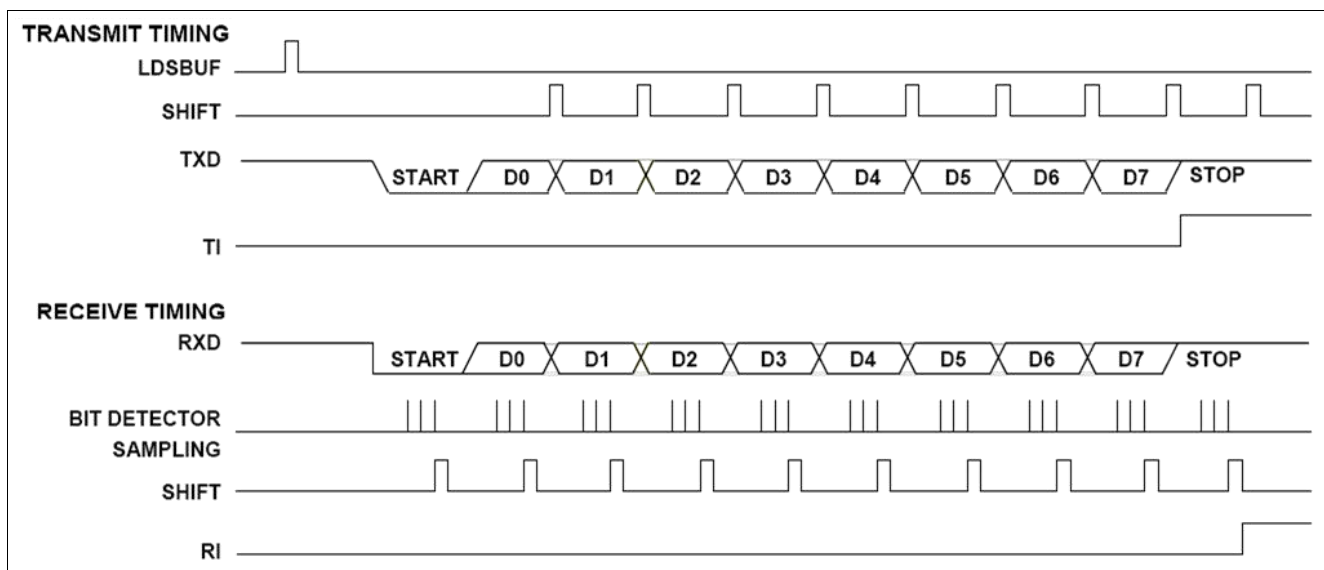 TRANSMIT TIMING
LDSBUF
SHIFT
TXD START D0 D1 D2 D3 D4 D5 D6 D7 STOP
TI
RECEIVE TIMING
RXD START D0 D1 D2 D3 D4 D5 D6 D7 STOP
BIT DETECTOR
SAMPLING
SHIFT
RI